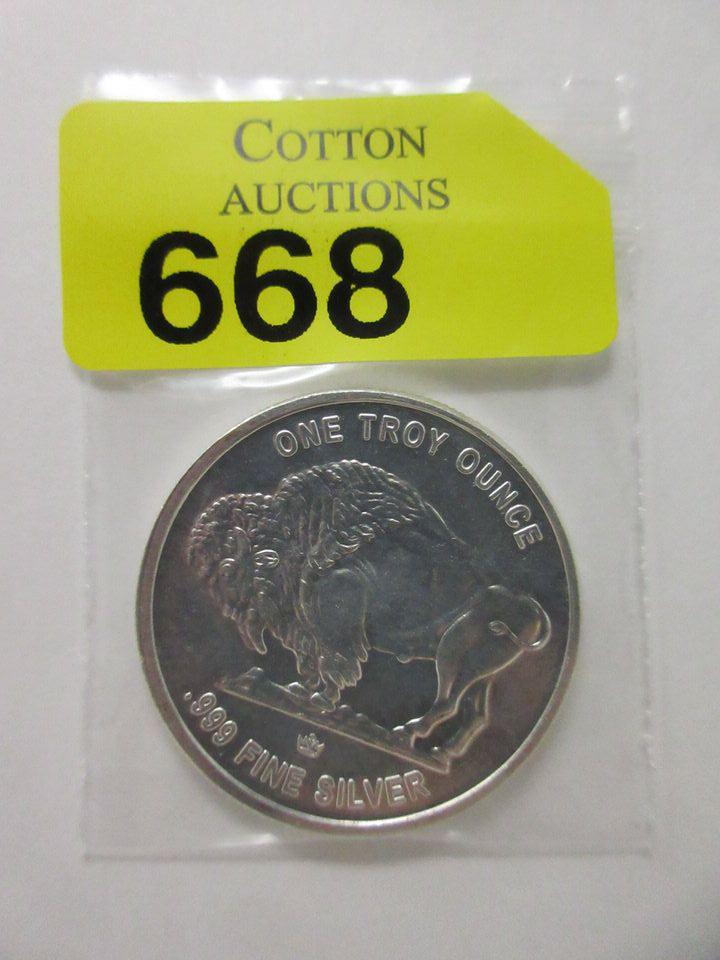 COTTON
AUCTIONS
668
ONE TROY OUNCE
.999 FINE SILVER